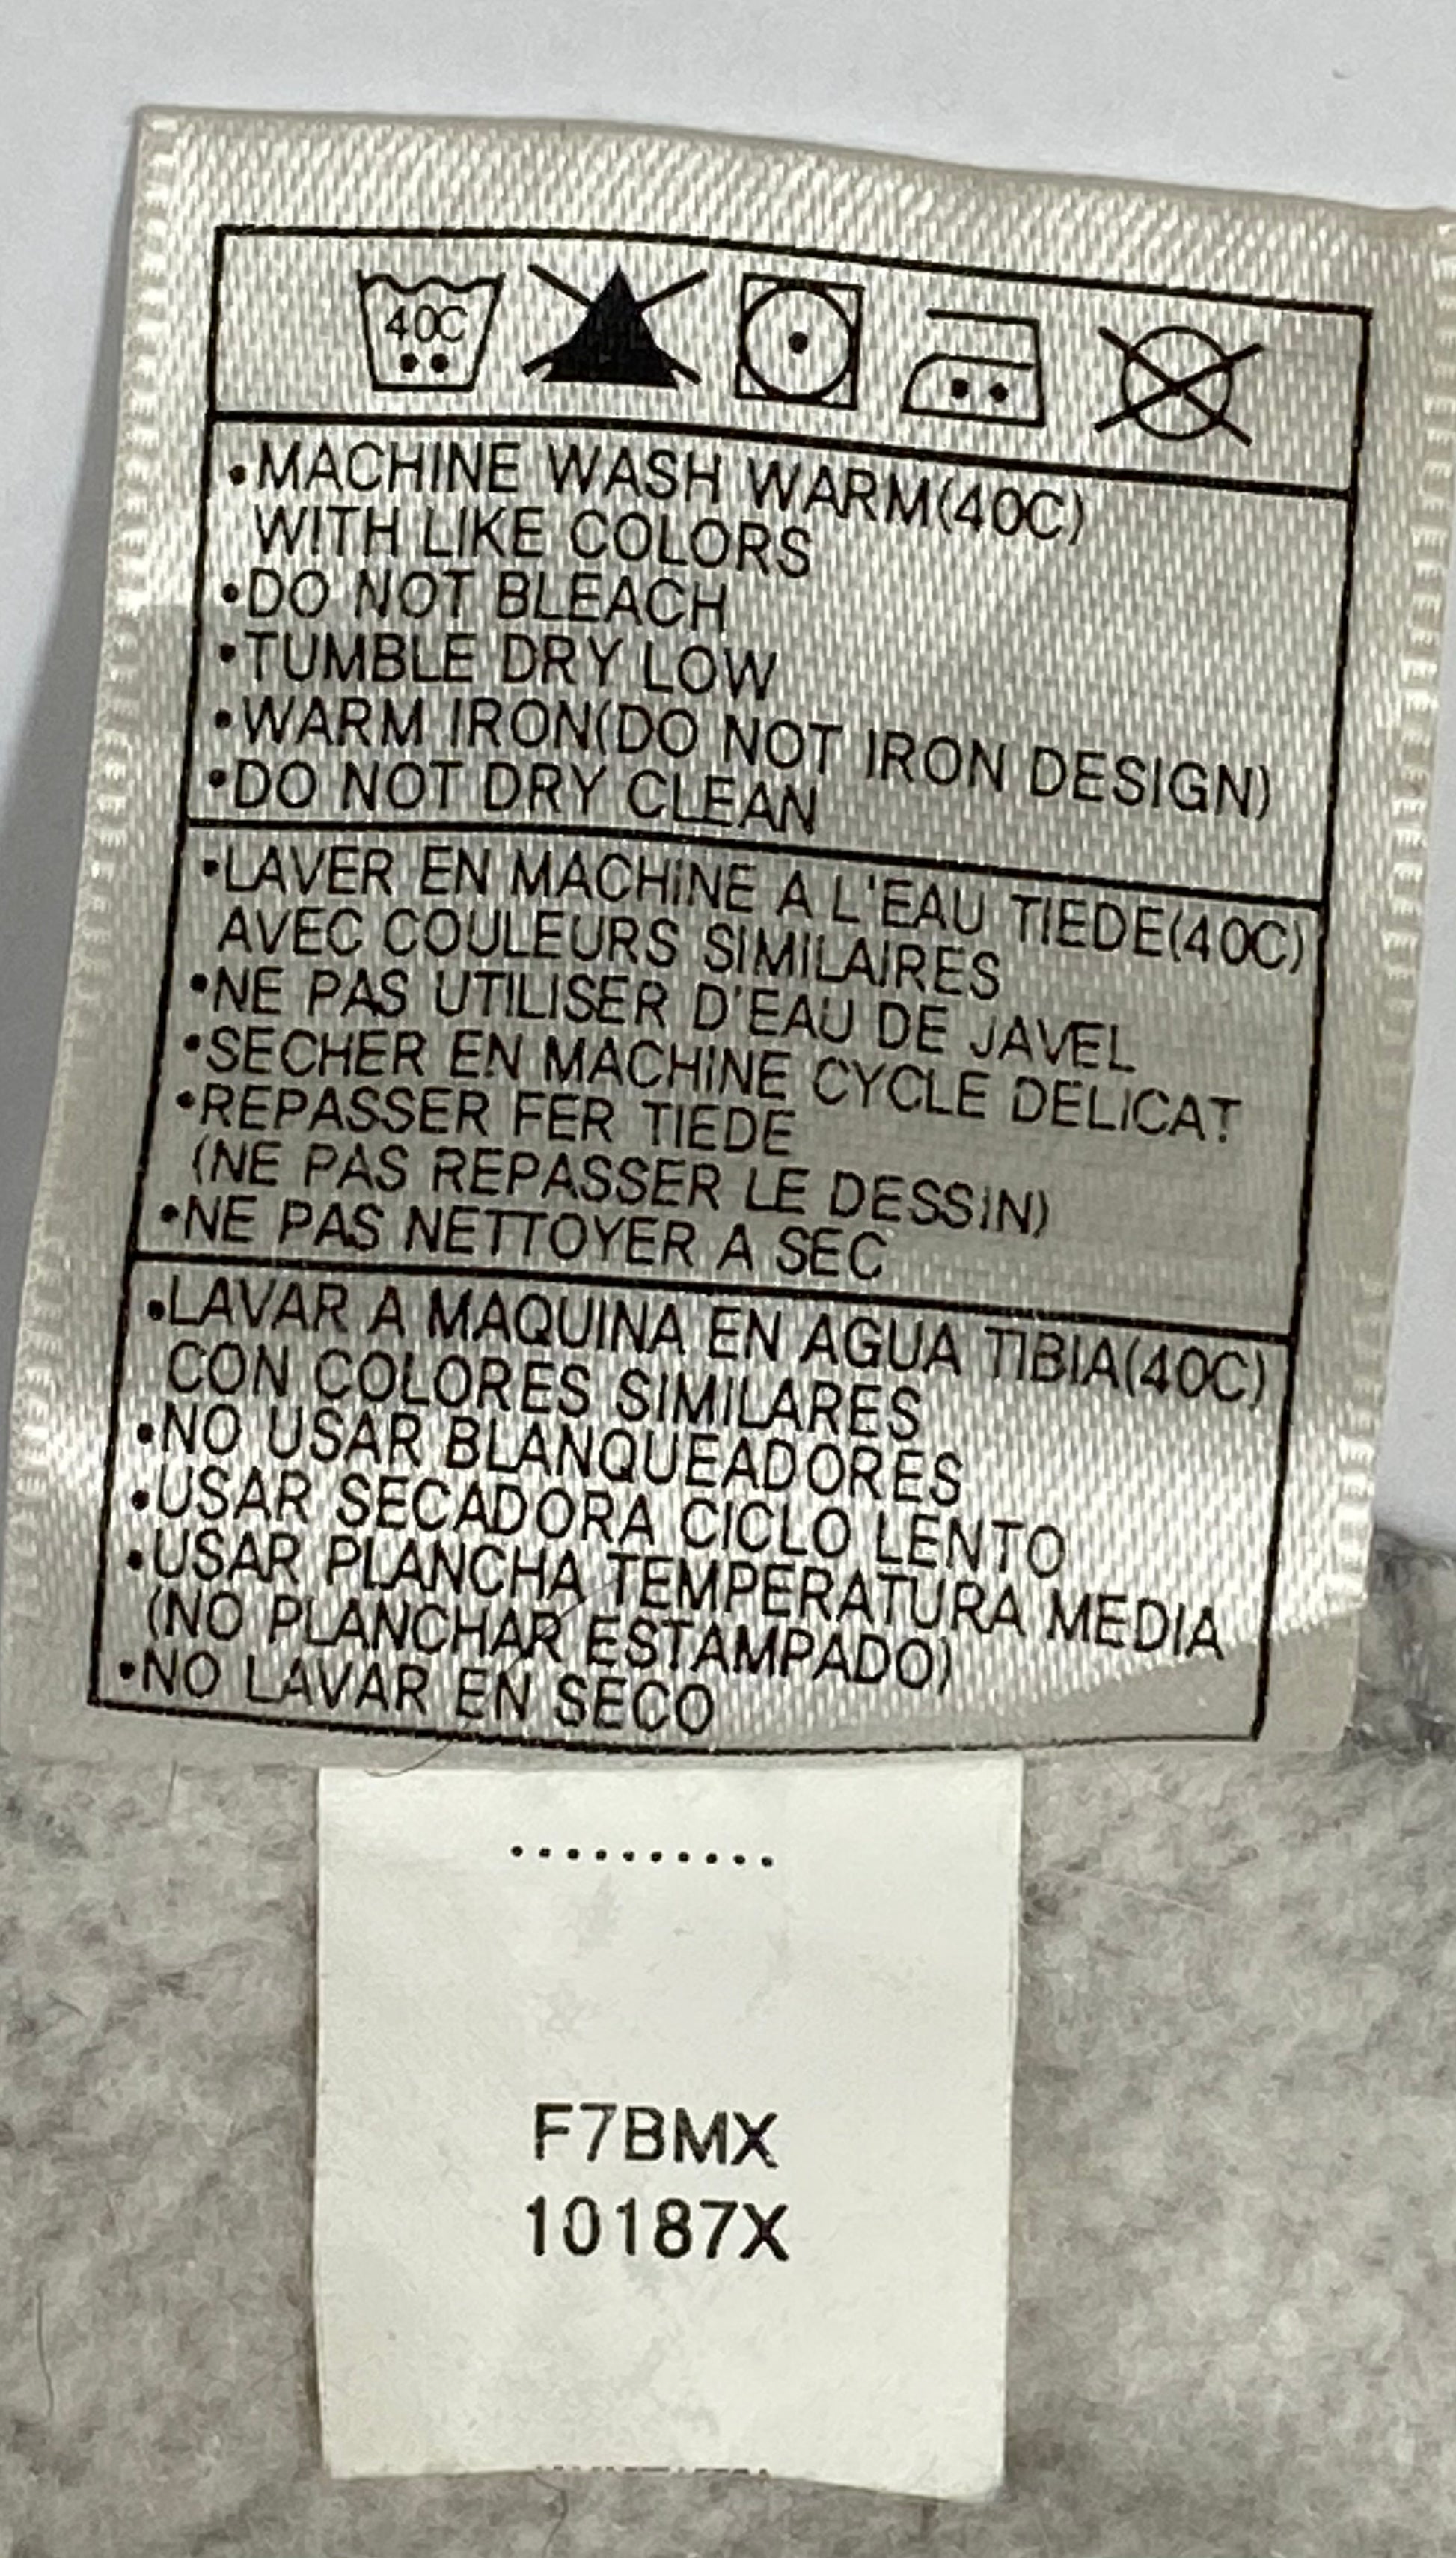 40C
•MACHINE WASH WARM(40C)
WITH LIKE COLORS
•DO NOT BLEACH
•TUMBLE DRY LOW
•WARM IRON(DO NOT IRON DESIGN)
•DO NOT DRY CLEAN
•LAVER EN MACHINE A L'EAU TIEDE(40C)
AVEC COULEURS SIMILAIRES
•NE PAS UTILISER D'EAU DE JAVEL
•SECHER EN MACHINE CYCLE DELICAT
•REPASSER FER TIEDE
(NE PAS REPASSER LE DESSIN)
•NE PAS NETTOYER A SEC
•LAVAR A MAQUINA EN AGUA TIBIA(40C)
CON COLORES SIMILARES
•NO USAR BLANQUEADORES
•USAR SECADORA CICLO LENTO
•USAR PLANCHA TEMPERATURA MEDIA
(NO PLANCHAR ESTAMPADO)
•NO LAVAR EN SECO
..........
F7BMX
10187X